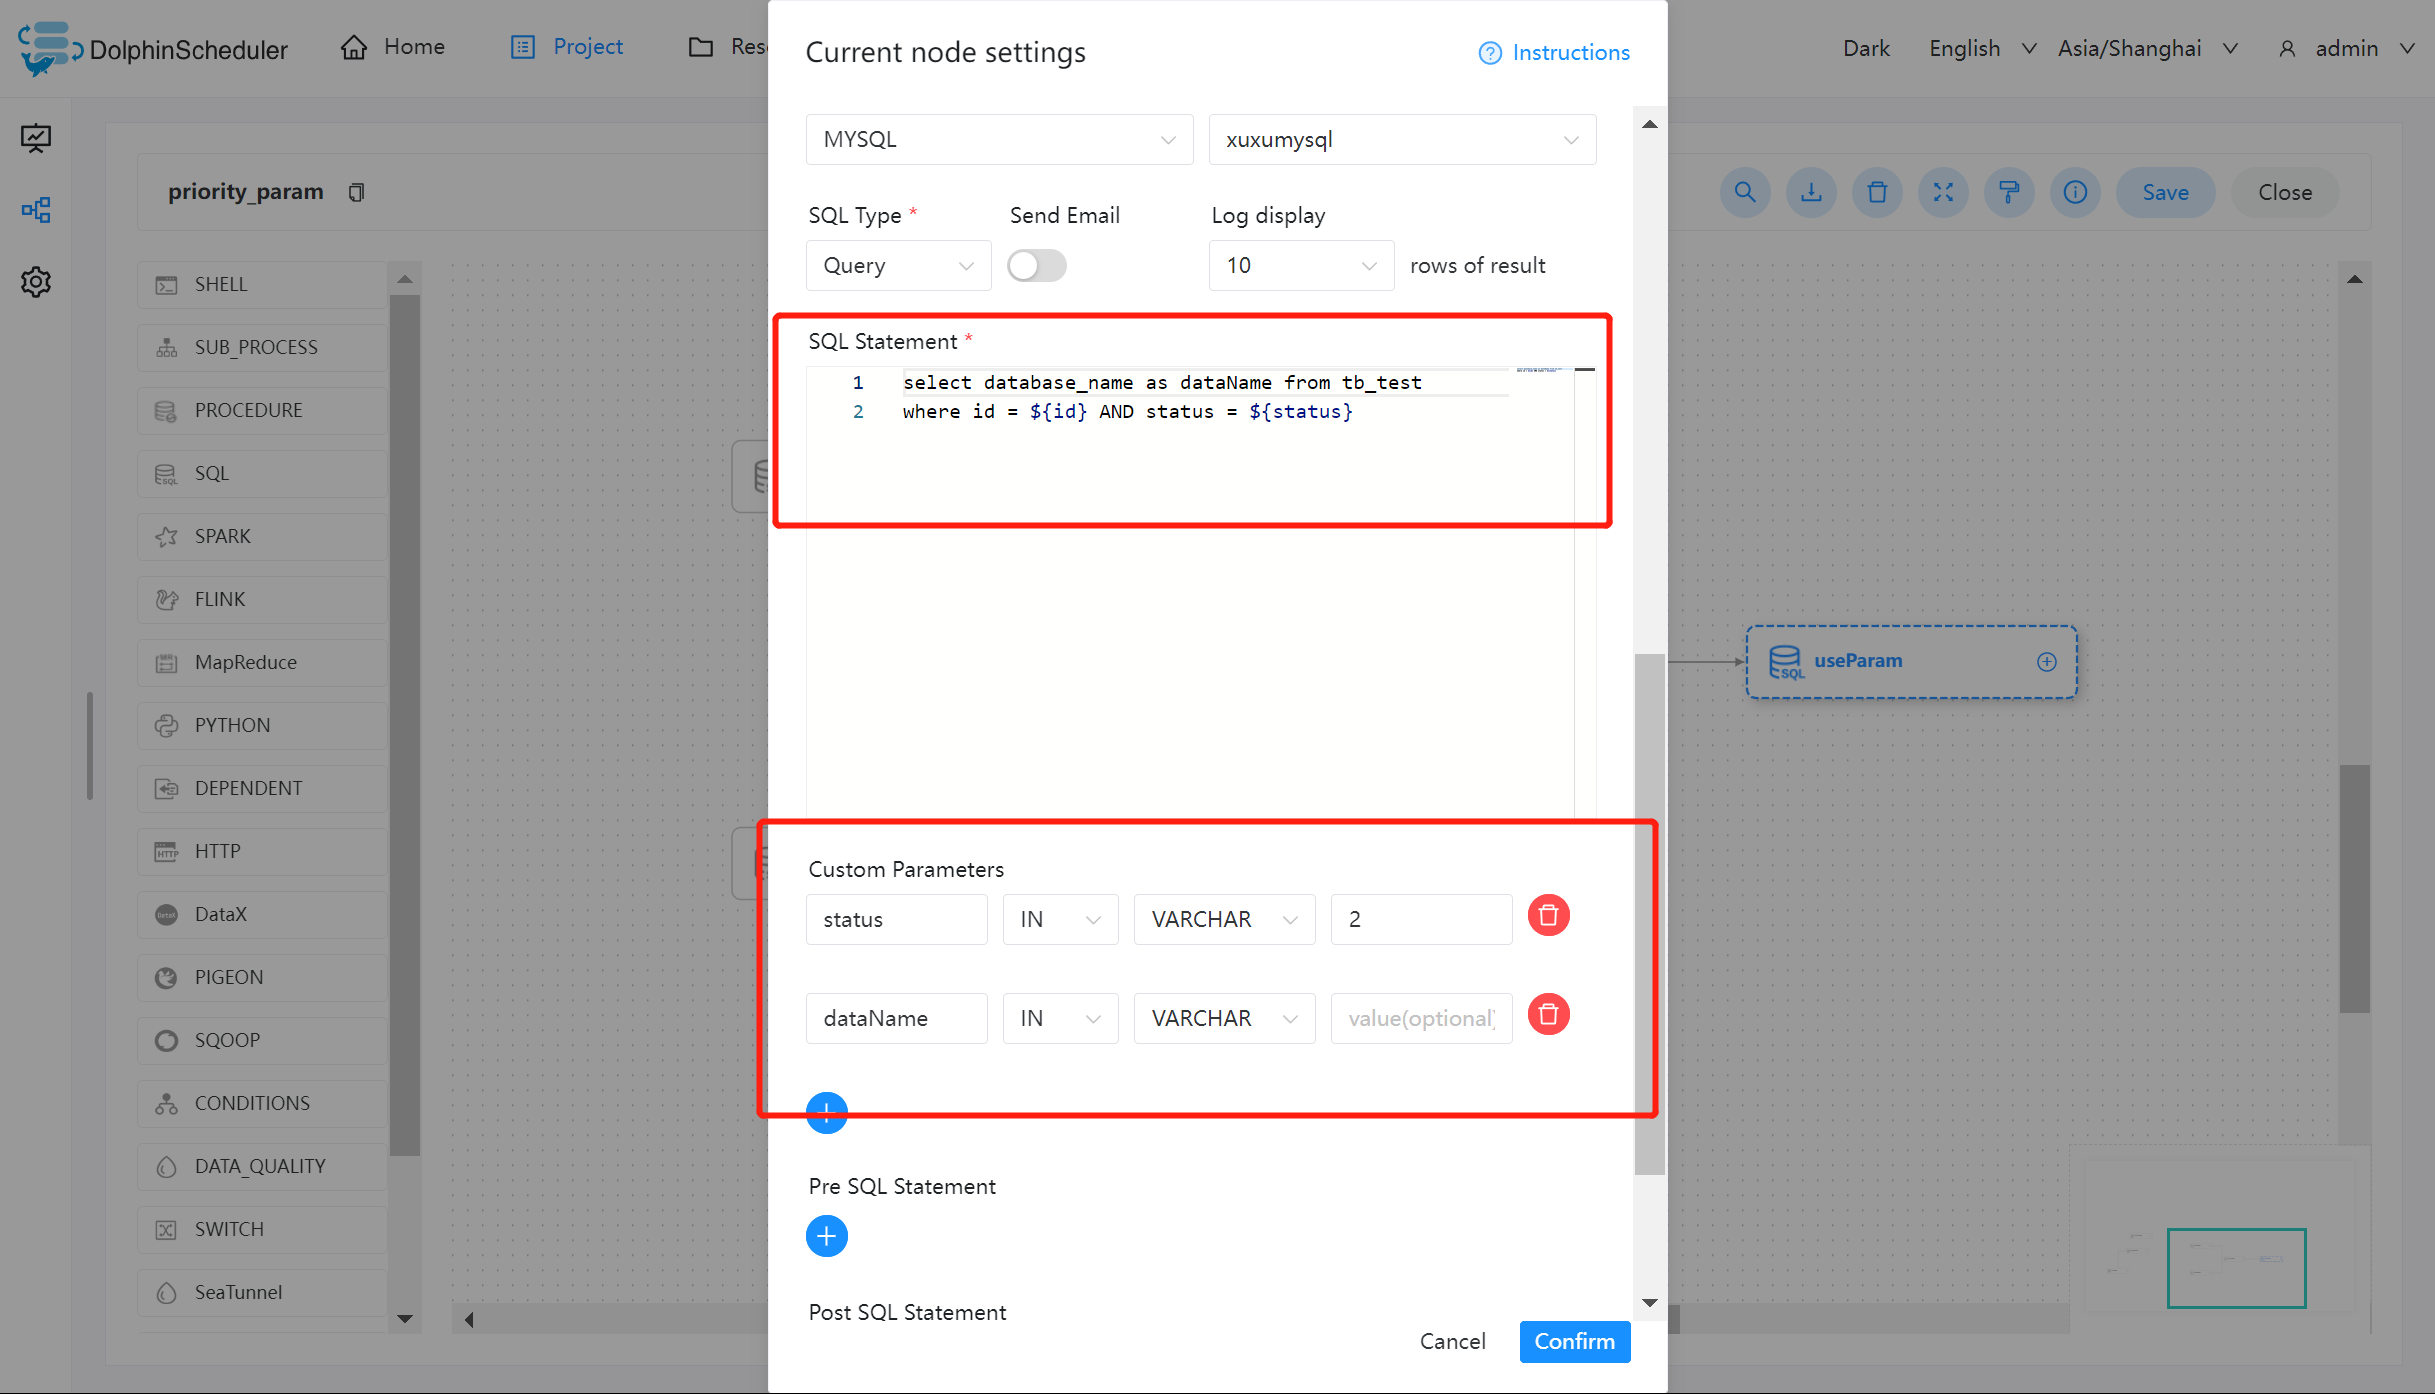 DolphinScheduler
Home
Project
Dark
English
Asia/Shanghai
admin
priority_param
Save
Close
SHELL
SUB_PROCESS
PROCEDURE
SQL
SPARK
FLINK
MapReduce
PYTHON
DEPENDENT
HTTP
DataX
PIGEON
SQOOP
CONDITIONS
DATA_QUALITY
SWITCH
SeaTunnel
Current node settings
Instructions
MYSQL
xuxumysql
SQL Type *
Send Email
Log display
Query
10
rows of result
SQL Statement *
1 select database_name as dataName from tb_test
2 where id = ${id} AND status = ${status}
Custom Parameters
status IN VARCHAR 2
dataName IN VARCHAR value(optional)
Pre SQL Statement
Post SQL Statement
Cancel
Confirm
SQL useParam